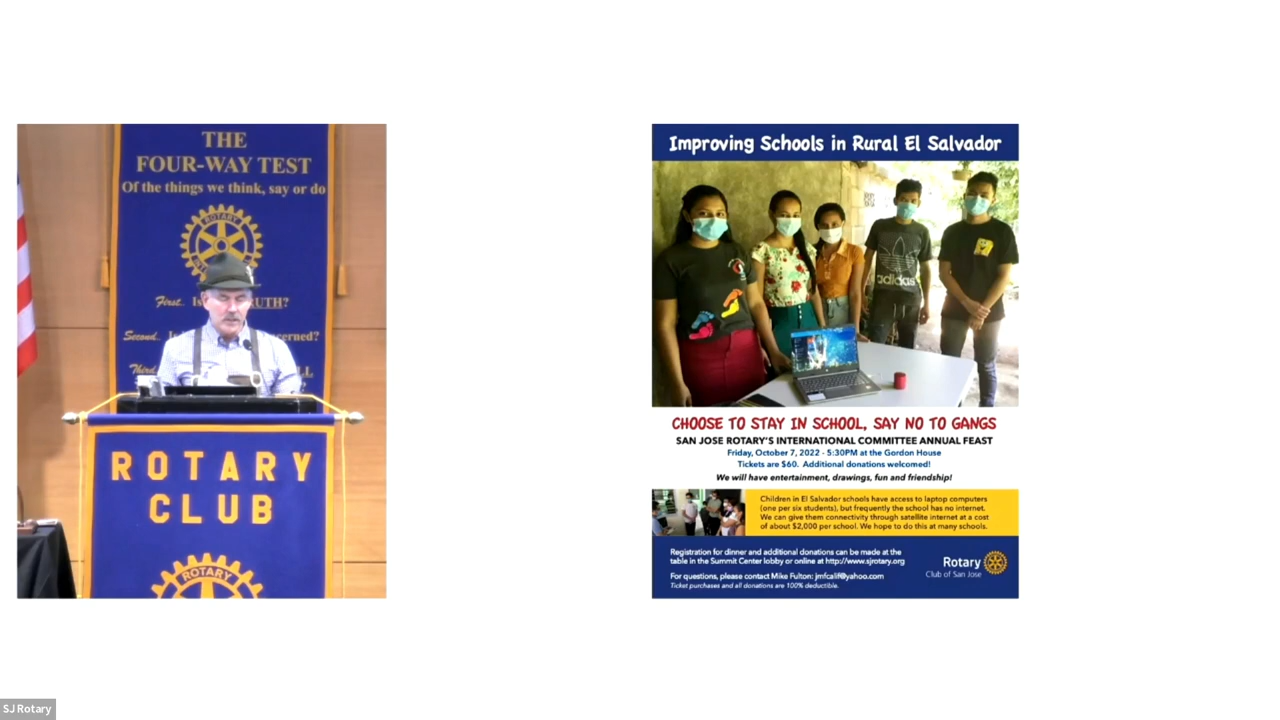 THE
FOUR-WAY TEST
Of the things we think, say or do
ROTARY
First.. Is UTH?
Second.. erned?
Third
ROTARY
CLUB
ROTARY
Improving Schools in Rural El Salvador
adidas
CHOOSE TO STAY IN SCHOOL, SAY NO TO GANGS
SAN JOSE ROTARY'S INTERNATIONAL COMMITTEE ANNUAL FEAST
Friday, October 7, 2022 - 5:30PM at the Gordon House
Tickets are $60. Additional donations welcomed!
We will have entertainment, drawings, fun and friendship!
Children in El Salvador schools have access to laptop computers
(one per six students), but frequently the school has no internet.
We can give them connectivity through satellite internet at a cost
of about $2,000 per school. We hope to do this at many schools.
Registration for dinner and additional donations can be made at the
table in the Summit Center lobby or online at http://www.sjrotary.org
For questions, please contact Mike Fulton: jmfcalif@yahoo.com
Ticket purchases and all donations are 100% deductible.
Rotary
Club of San Jose
SJ Rotary